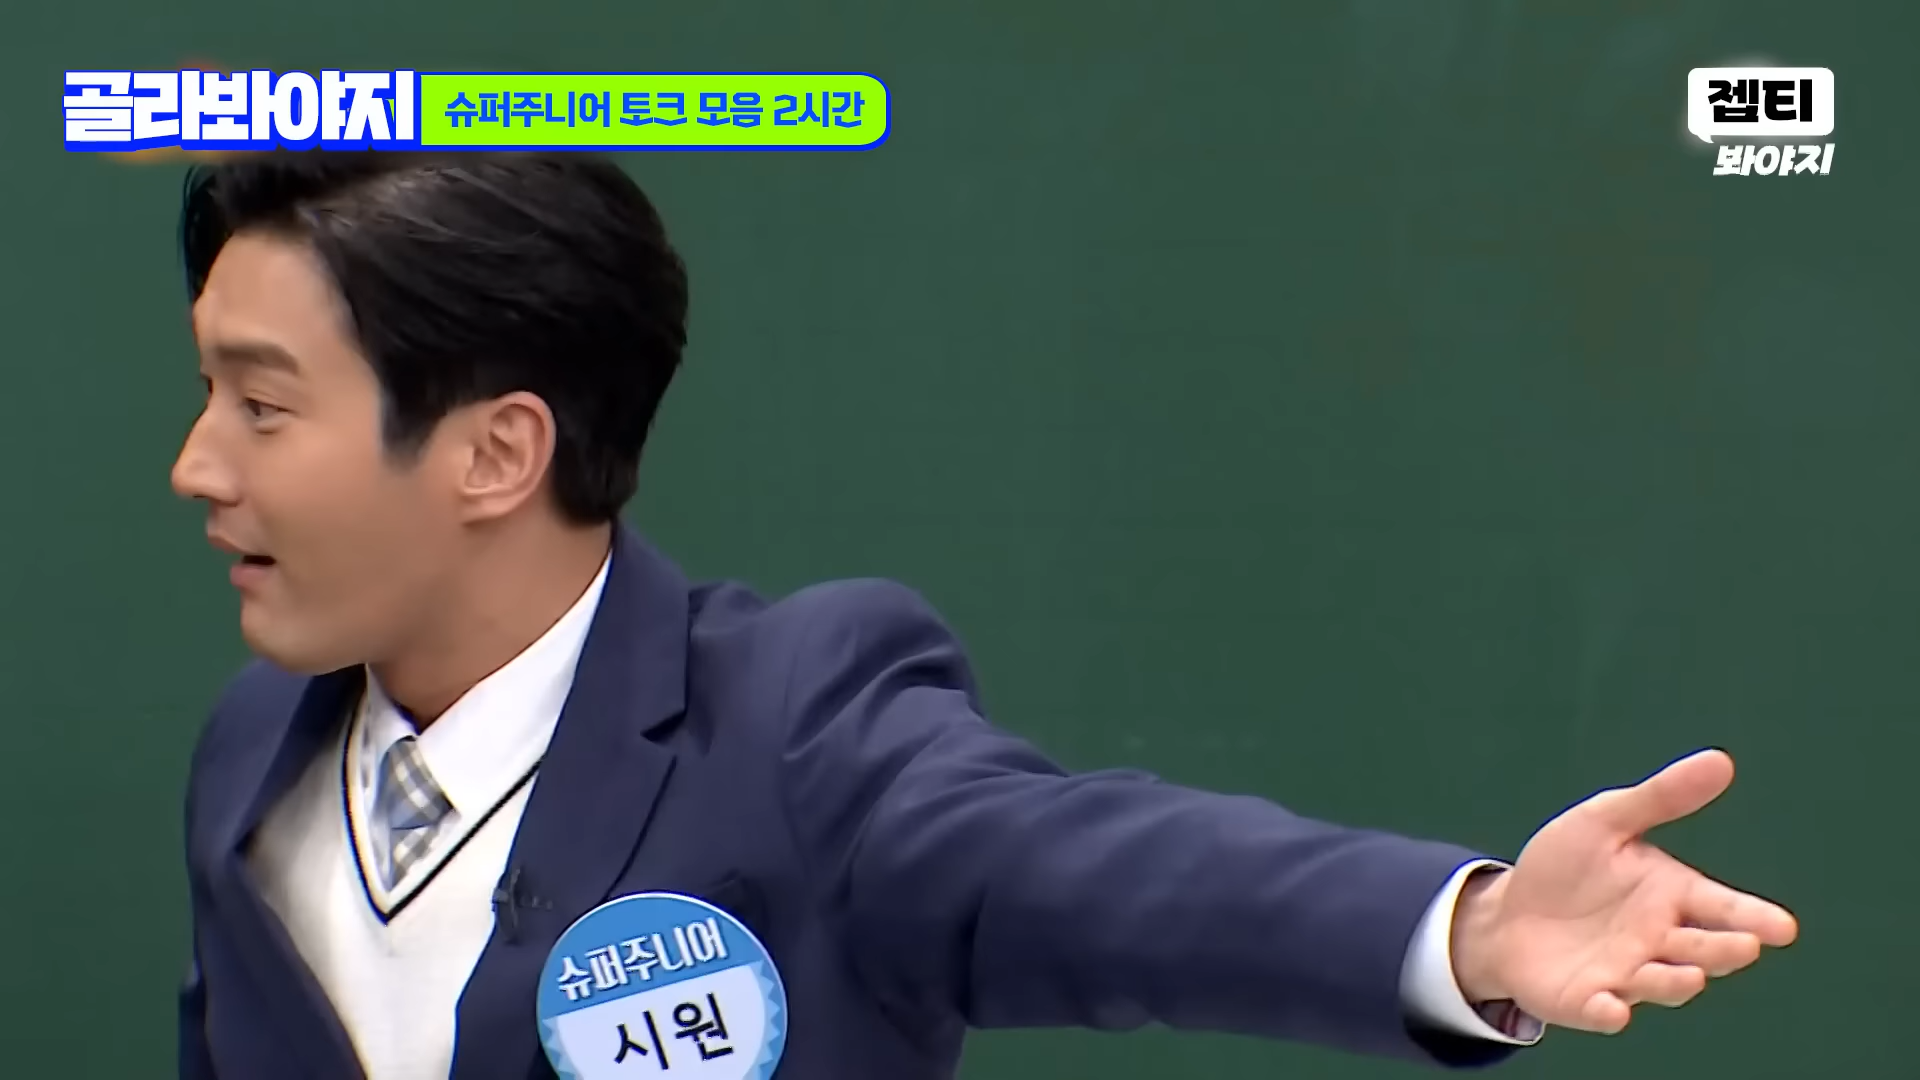 골라봐야지 슈퍼주니어 토크 모음 2시간
젭티
봐야지
슈퍼주니어
시원